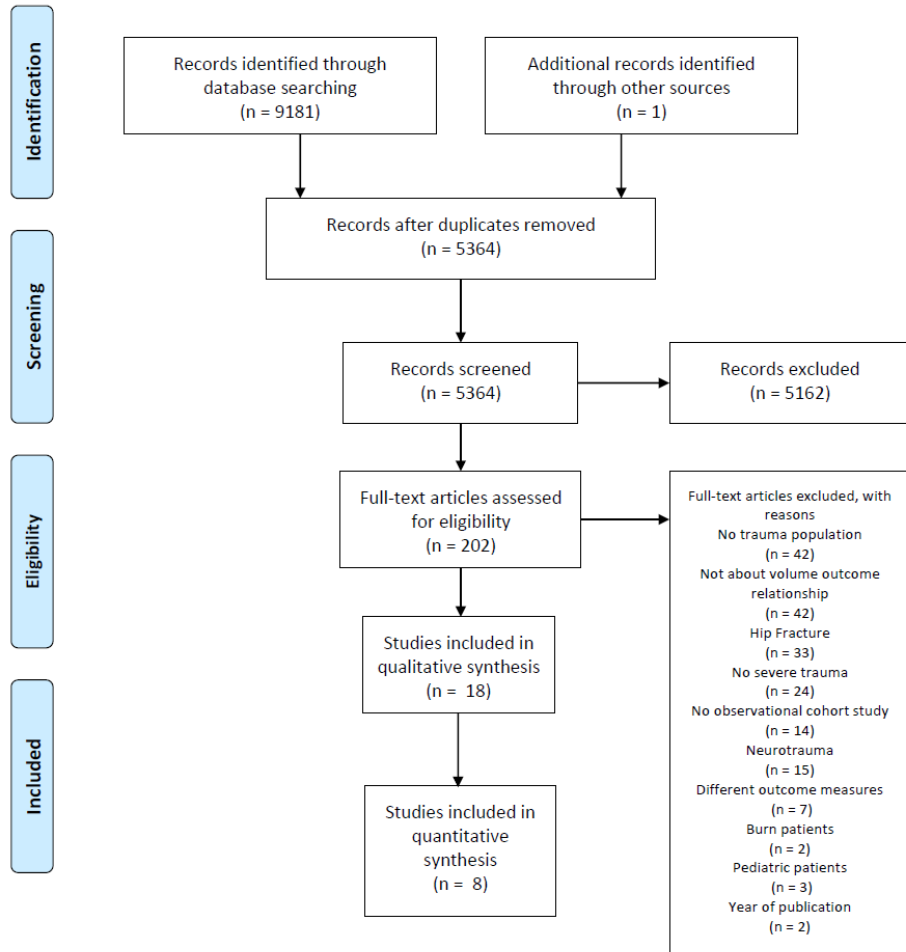 Identification
Records identified through
database searching
(n = 9181)
Additional records identified
through other sources
(n = 1)
Records after duplicates removed
(n = 5364)
Screening
Records screened
(n = 5364)
Records excluded
(n = 5162)
Eligibility
Full-text articles assessed
for eligibility
(n = 202)
Full-text articles excluded, with
reasons
No trauma population
(n = 42)
Not about volume outcome
relationship
(n = 42)
Hip Fracture
(n = 33)
No severe trauma
(n = 24)
No observational cohort study
(n = 14)
Neurotrauma
(n = 15)
Different outcome measures
(n = 7)
Burn patients
(n = 2)
Pediatric patients
(n = 3)
Year of publication
(n = 2)
Studies included in
qualitative synthesis
(n = 18)
Included
Studies included in
quantitative
synthesis
(n = 8)